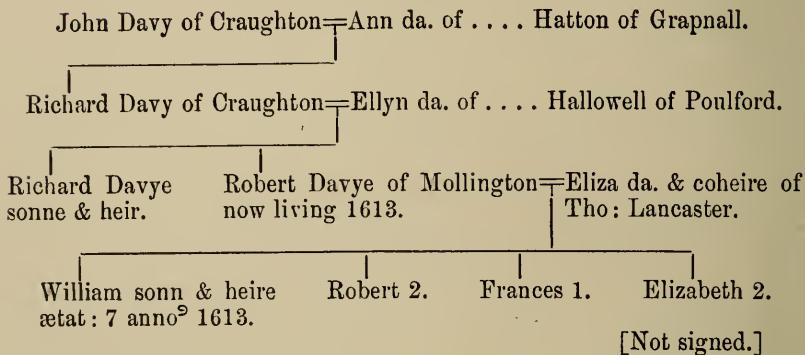 John Davy of Craughton=Ann da. of .... Hatton of Grapnall.
Richard Davy of Craughton=Ellyn da. of .... Hallowell of Poulford.
Richard Davye Robert Davye of Mollington=Eliza da. & coheire of
sonne & heir. now living 1613. Tho: Lancaster.
William sonn & heire Robert 2. Frances 1. Elizabeth 2.
ætat: 7 annoꝰ 1613.
[Not signed.]